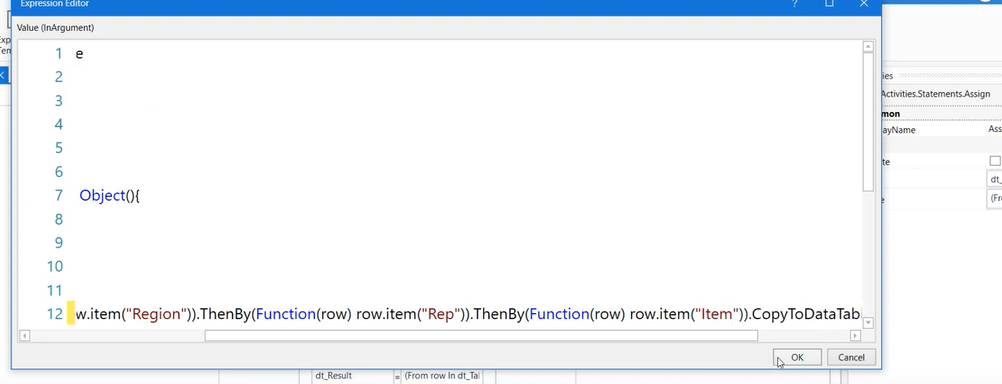 Expression Editor
?
Value (InArgument)
1 e
2
3
4
5
6
7 Object(){
8
9
10
11
12 w.item("Region")).ThenBy(Function(row) row.item("Rep")).ThenBy(Function(row) row.item("Item")).CopyToDataTab
OK Cancel
ies
Activities.Statements.Assign
mon
ayName Ass
te
dt_
e (Fro
dt_Result = (From row In dt_Tal